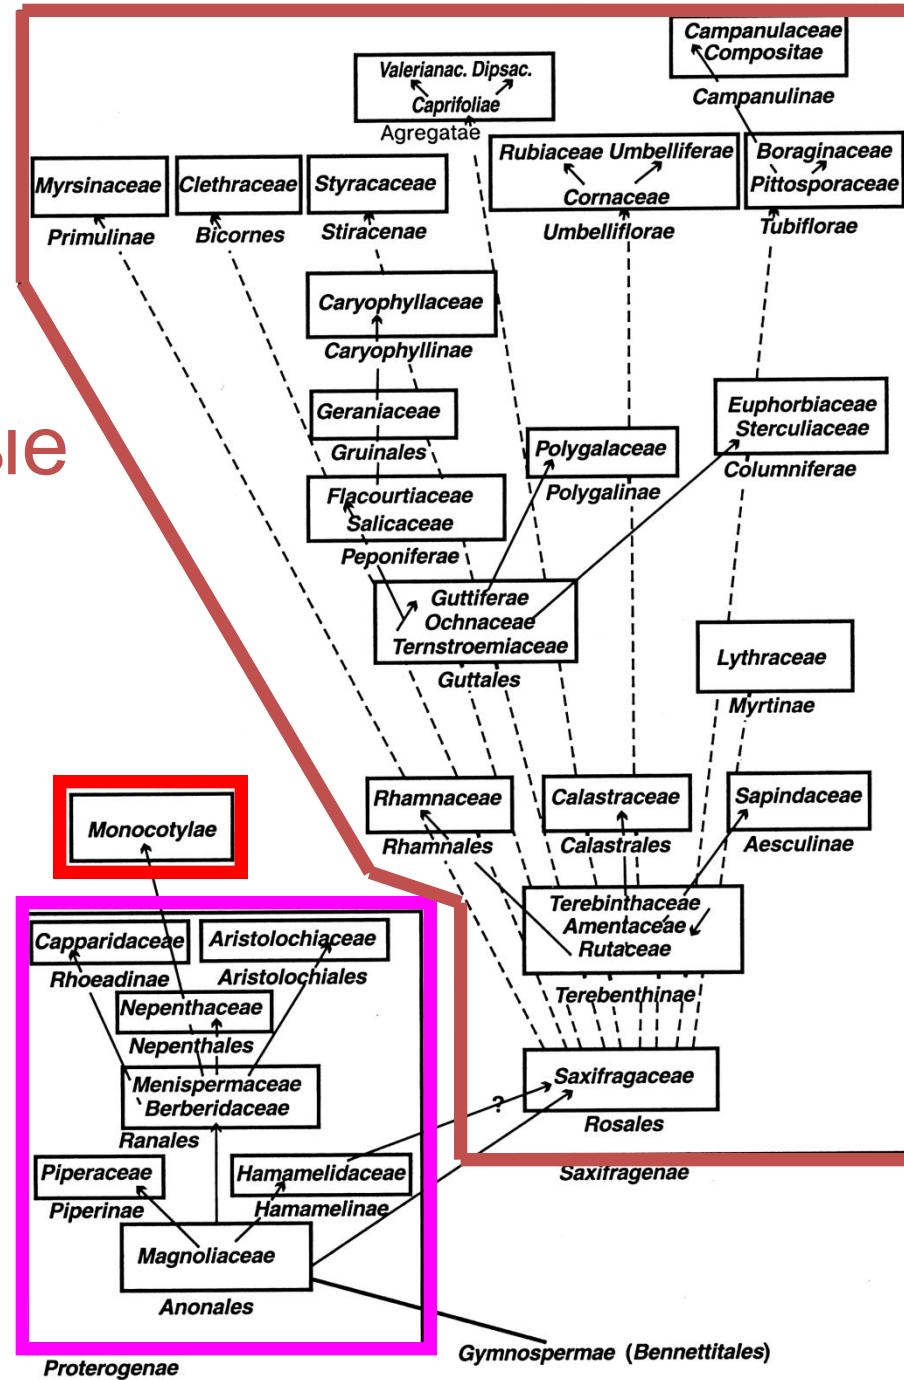 Campanulaceae
Compositae
Campanulinae
Valerianac. Dipsac.
Caprifoliae
Agregatae
Rubiaceae Umbelliferae
Cornaceae
Umbelliflorae
Boraginaceae
Pittosporaceae
Tubiflorae
Myrsinaceae
Primulinae
Clethraceae
Bicornes
Styracaceae
Stiracenae
Caryophyllaceae
Caryophyllinae
Geraniaceae
Gruinales
Euphorbiaceae
Sterculiaceae
Columniferae
Polygalaceae
Polygalinae
Flacourtiaceae
Salicaceae
Peponiferae
Guttiferae
Ochnaceae
Ternstroemiaceae
Guttales
Lythraceae
Myrtinae
Rhamnaceae
Rhamnales
Calastraceae
Calastrales
Sapindaceae
Aesculinae
Monocotylae
Terebinthaceae
Amentaceae
Rutaceae
Terebenthinae
Capparidaceae
Rhoeadinae
Aristolochiaceae
Aristolochiales
Nepenthaceae
Nepenthales
Menispermaceae
Berberidaceae
Ranales
Saxifragaceae
Rosales
?
Saxifragenae
Piperaceae
Piperinae
Hamamelidaceae
Hamamelinae
Magnoliaceae
Anonales
Gymnospermae (Bennettitales)
Proterogenae